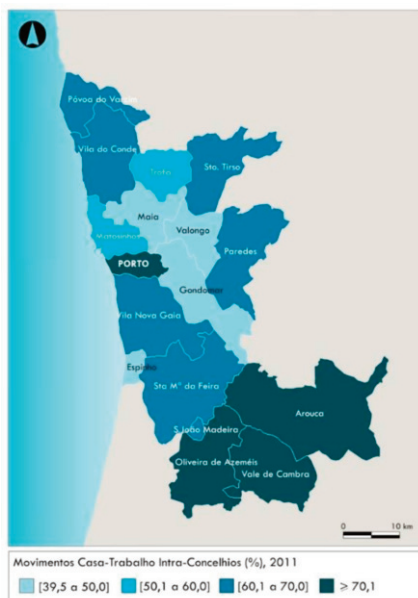 Póvoa do Varzim
Vila do Conde
Trofa
Sto. Tirso
Maia
Valongo
Matosinhos
PORTO
Paredes
Gondomar
Vila Nova Gaia
Espinho
Sta Mª da Feira
Arouca
S João Madeira
Oliveira de Azeméis
Vale de Cambra
0 10 km
Movimentos Casa-Trabalho Intra-Concelhios (%), 2011
[39,5 a 50,0] [50,1 a 60,0] [60,1 a 70,0] ≥ 70,1